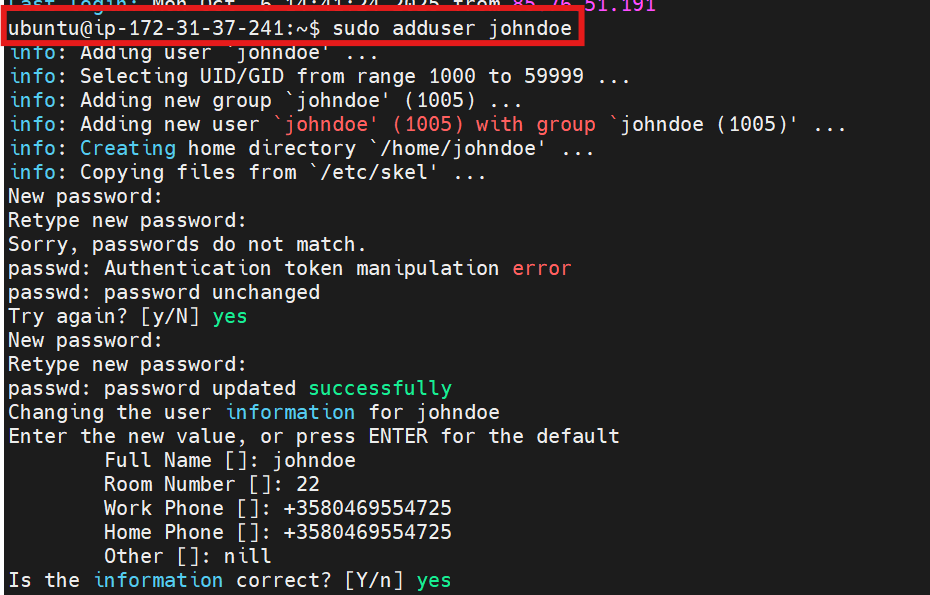 Last login: Mon Oct  6 14:41:24 2025 from 85.76.51.191
ubuntu@ip-172-31-37-241:~$ sudo adduser johndoe
info: Adding user `johndoe' ...
info: Selecting UID/GID from range 1000 to 59999 ...
info: Adding new group `johndoe' (1005) ...
info: Adding new user `johndoe' (1005) with group `johndoe (1005)' ...
info: Creating home directory `/home/johndoe' ...
info: Copying files from `/etc/skel' ...
New password:
Retype new password:
Sorry, passwords do not match.
passwd: Authentication token manipulation error
passwd: password unchanged
Try again? [y/N] yes
New password:
Retype new password:
passwd: password updated successfully
Changing the user information for johndoe
Enter the new value, or press ENTER for the default
Full Name []: johndoe
Room Number []: 22
Work Phone []: +3580469554725
Home Phone []: +3580469554725
Other []: nill
Is the information correct? [Y/n] yes